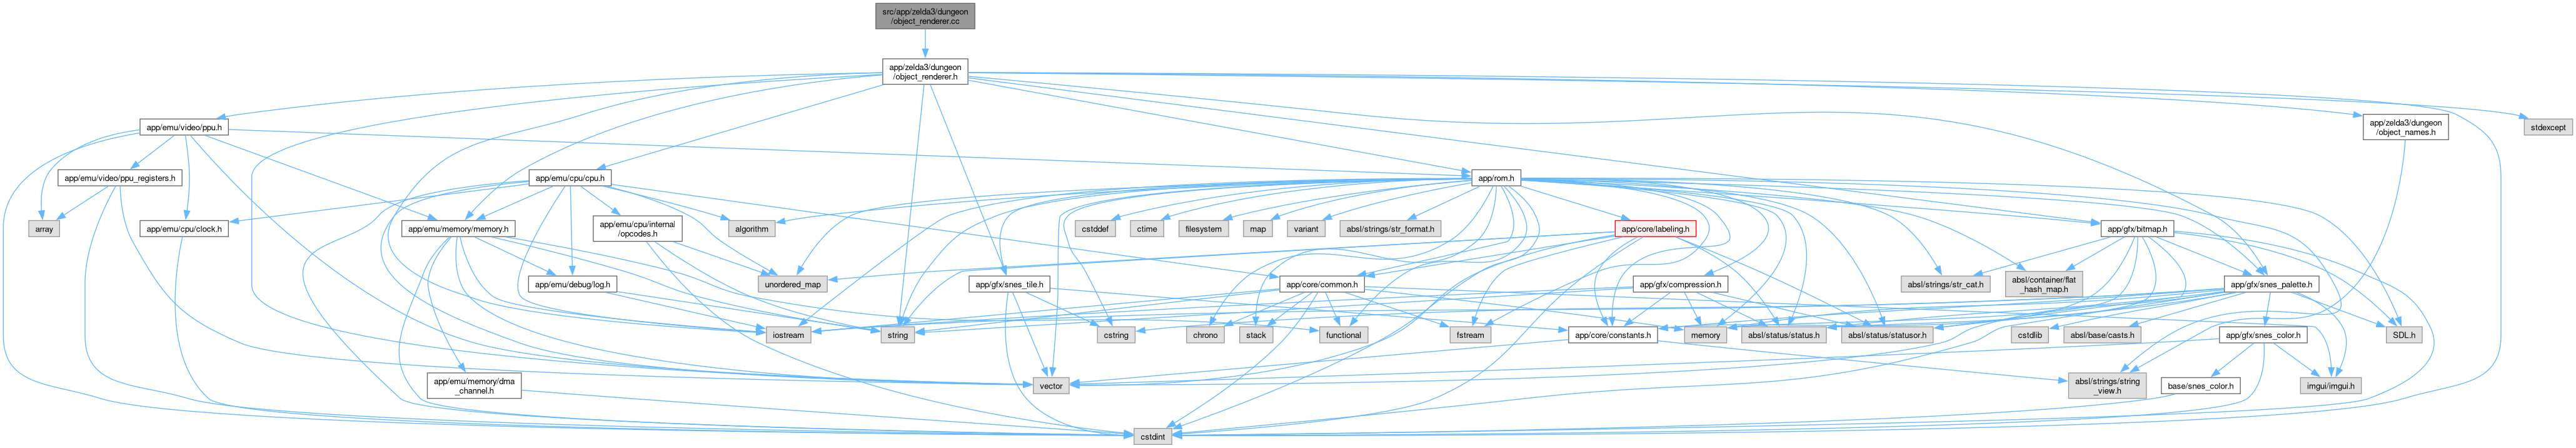 src/app/zelda3/dungeon
/object_renderer.cc
app/zelda3/dungeon
/object_renderer.h
app/emu/video/ppu.h
app/zelda3/dungeon
/object_names.h
stdexcept
app/emu/video/ppu_registers.h
app/emu/cpu/cpu.h
app/rom.h
array
app/emu/cpu/clock.h
app/emu/memory/memory.h
app/emu/cpu/internal
/opcodes.h
algorithm
cstddef
ctime
filesystem
map
variant
absl/strings/str_format.h
app/core/labeling.h
app/gfx/bitmap.h
app/emu/debug/log.h
unordered_map
app/gfx/snes_tile.h
app/core/common.h
app/gfx/compression.h
absl/strings/str_cat.h
absl/container/flat
_hash_map.h
app/gfx/snes_palette.h
iostream
string
cstring
chrono
stack
functional
fstream
app/core/constants.h
memory
absl/status/status.h
absl/status/statusor.h
cstdlib
absl/base/casts.h
app/gfx/snes_color.h
SDL.h
app/emu/memory/dma
_channel.h
vector
absl/strings/string
_view.h
base/snes_color.h
imgui/imgui.h
cstdint